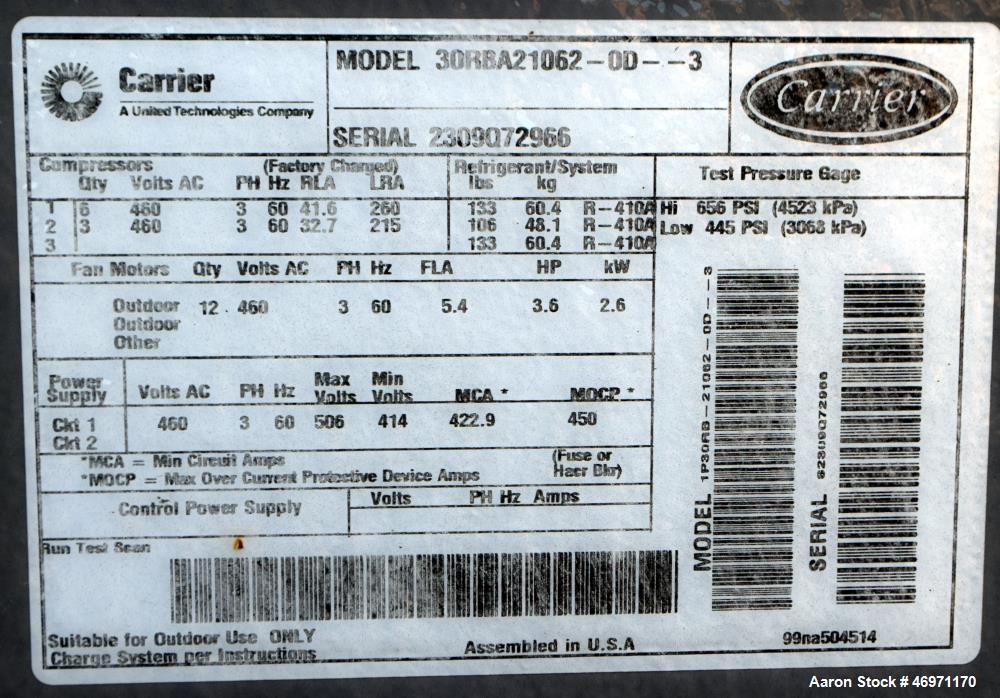 Carrier
A United Technologies Company
MODEL 30RBA21062-0D--3
SERIAL 2309Q72966
Carrier
Compressors (Factory Charged) Refrigerant/System
Qty Volts AC PH Hz RLA LRA lbs kg
1 6 460 3 60 41.6 260 133 60.4 R-410A
2 3 460 3 60 32.7 215 106 48.1 R-410A
3 133 60.4 R-410A
Test Pressure Gage
Hi 656 PSI (4523 kPa)
Low 445 PSI (3068 kPa)
Fan Motors Qty Volts AC PH Hz FLA HP kW
Outdoor 12 460 3 60 5.4 3.6 2.6
Outdoor
Other
Power Supply Volts AC PH Hz Max Volts Min Volts MCA * MOCP *
Ckt 1 460 3 60 506 414 422.9 450
Ckt 2
*MCA = Min Circuit Amps (Fuse or
*MOCP = Max Over Current Protective Device Amps Hacr Bkr)
Control Power Supply Volts PH Hz Amps
MODEL 1P30RB-21062-0D--3
SERIAL S2309Q72966
Run Test Scan
Suitable for Outdoor Use ONLY
Charge System per Instructions
Assembled in U.S.A
99na504514
Aaron Stock # 46971170